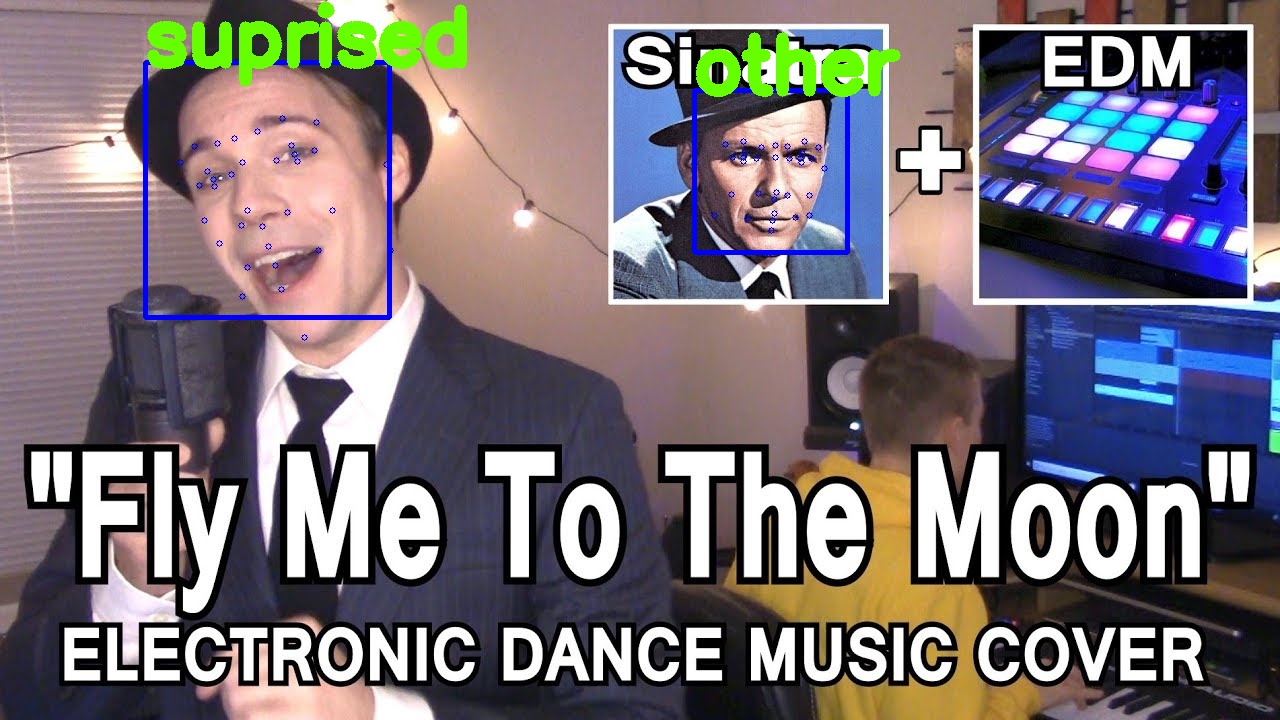 suprised
other
EDM
+
"Fly Me To The Moon"
ELECTRONIC DANCE MUSIC COVER